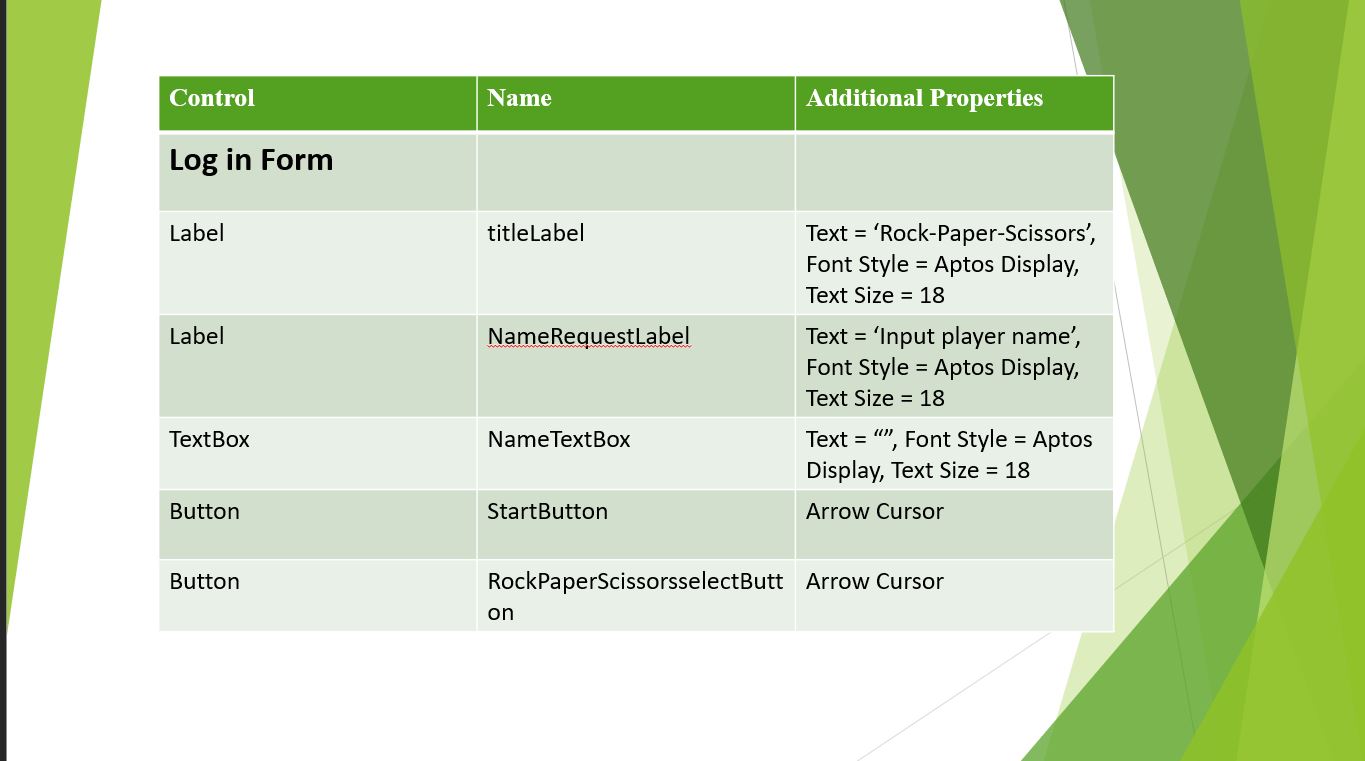 Control Name Additional Properties
Log in Form
Label titleLabel Text = ‘Rock-Paper-Scissors’,
Font Style = Aptos Display,
Text Size = 18
Label NameRequestLabel Text = ‘Input player name’,
Font Style = Aptos Display,
Text Size = 18
TextBox NameTextBox Text = “”, Font Style = Aptos
Display, Text Size = 18
Button StartButton Arrow Cursor
Button RockPaperScissorsselectButt Arrow Cursor
on